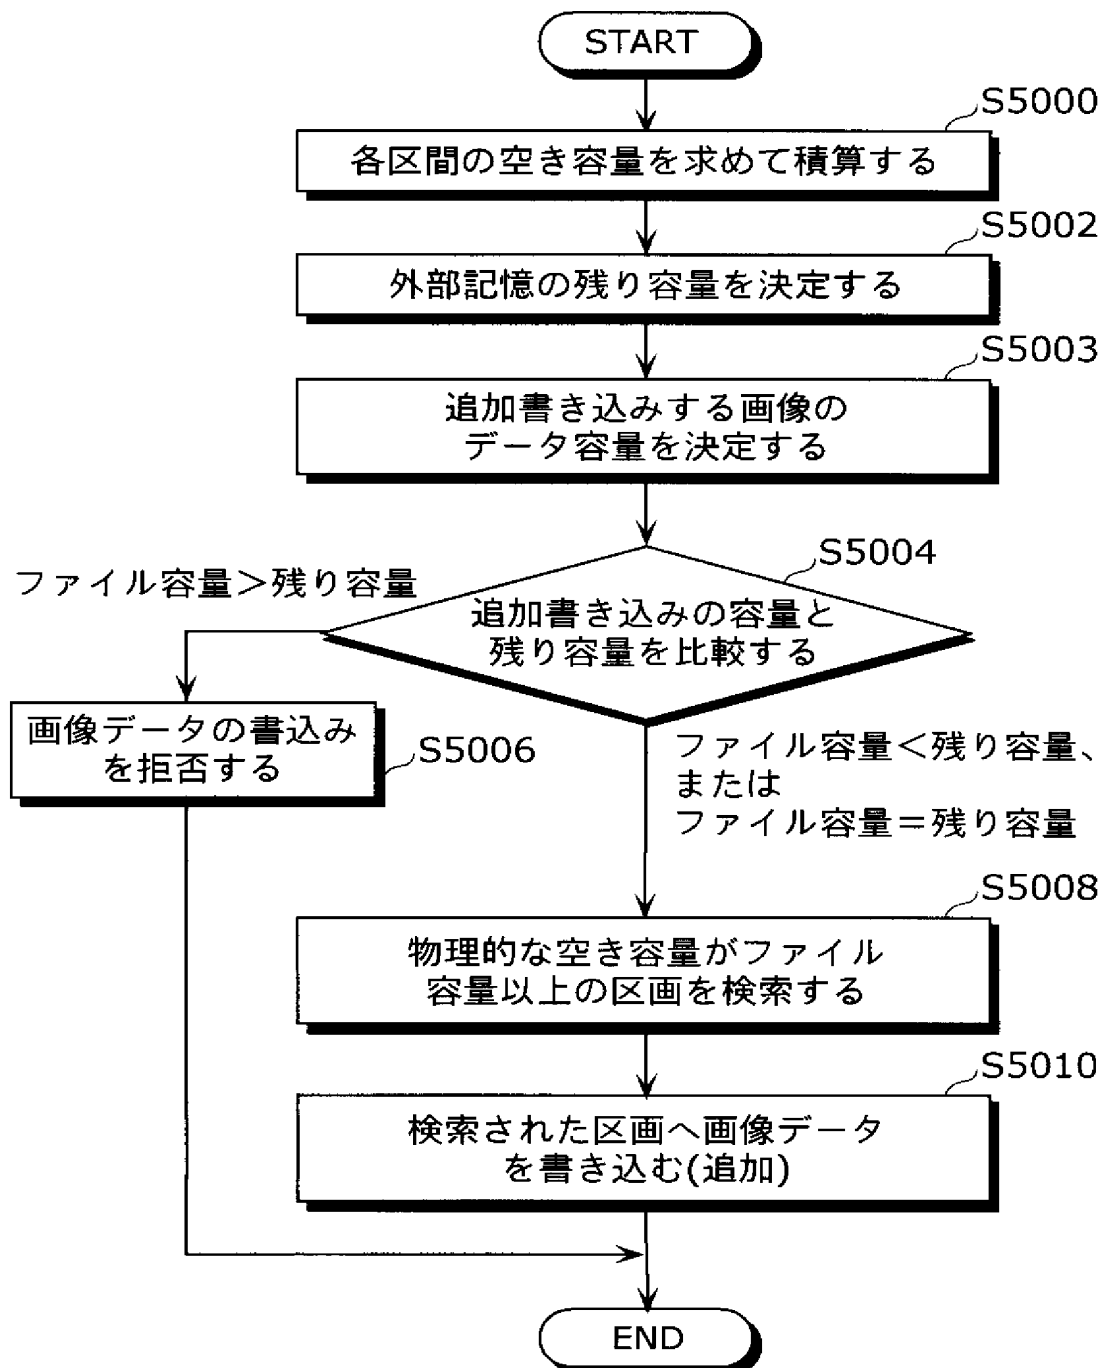 START
S5000
各区間の空き容量を求めて積算する
S5002
外部記憶の残り容量を決定する
S5003
追加書き込みする画像の
データ容量を決定する
S5004
ファイル容量＞残り容量
追加書き込みの容量と
残り容量を比較する
画像データの書込み
を拒否する
S5006
ファイル容量＜残り容量、
または
ファイル容量＝残り容量
S5008
物理的な空き容量がファイル
容量以上の区画を検索する
S5010
検索された区画へ画像データ
を書き込む(追加)
END